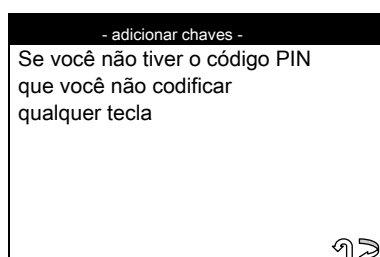 - adicionar chaves -
Se você não tiver o código PIN
que você não codificar
qualquer tecla